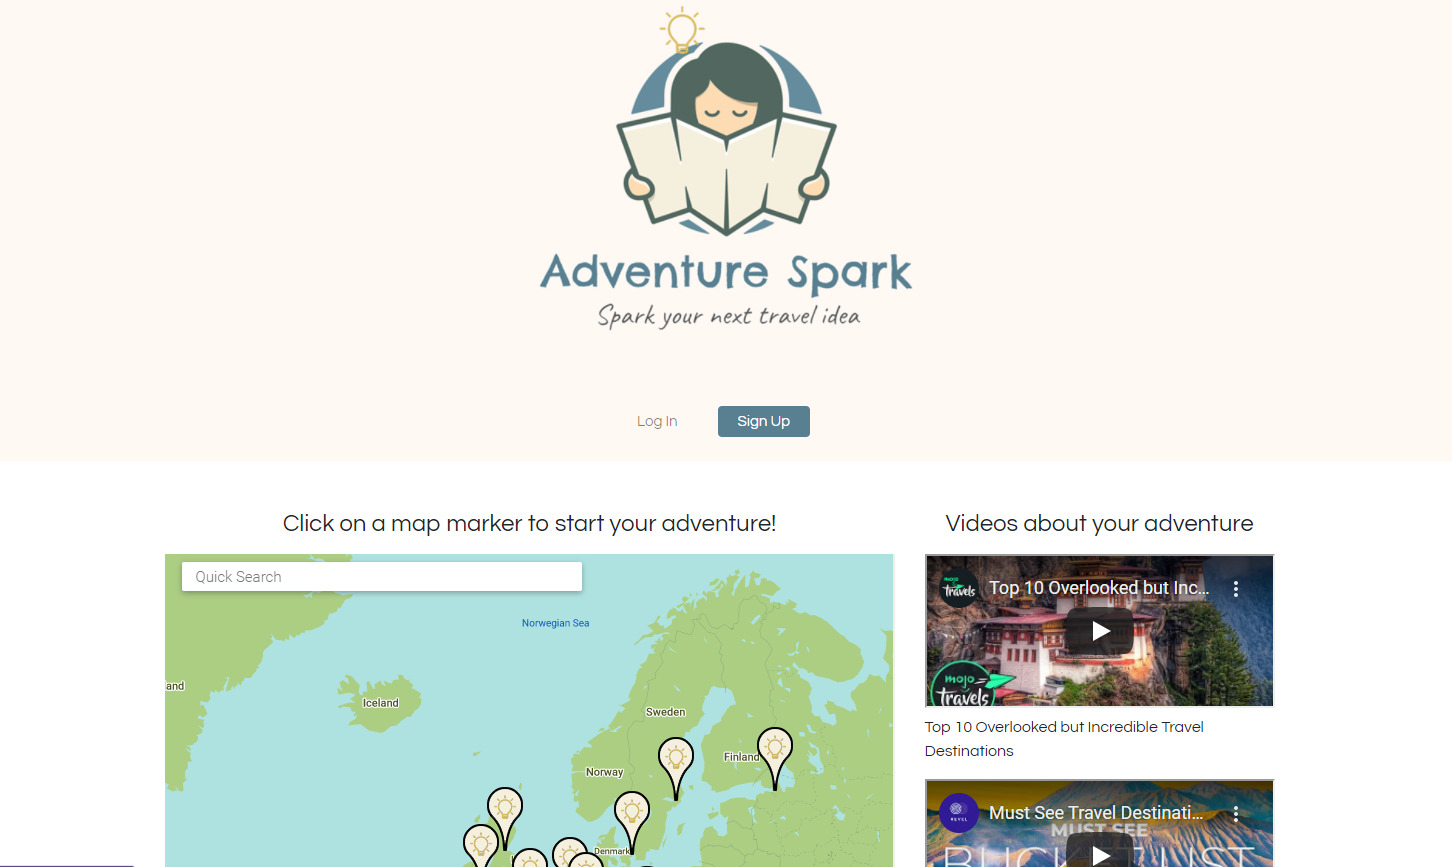 Adventure Spark
Spark your next travel idea
Log In
Sign Up
Click on a map marker to start your adventure!
Quick Search
Norwegian Sea
and
Iceland
Sweden
Finland
Norway
Denmark
Videos about your adventure
mojo
travels
Top 10 Overlooked but Inc...
mojo
travels
Top 10 Overlooked but Incredible Travel
Destinations
REVEL
Must See Travel Destinati...
MUST SEE
BUCKET LIST